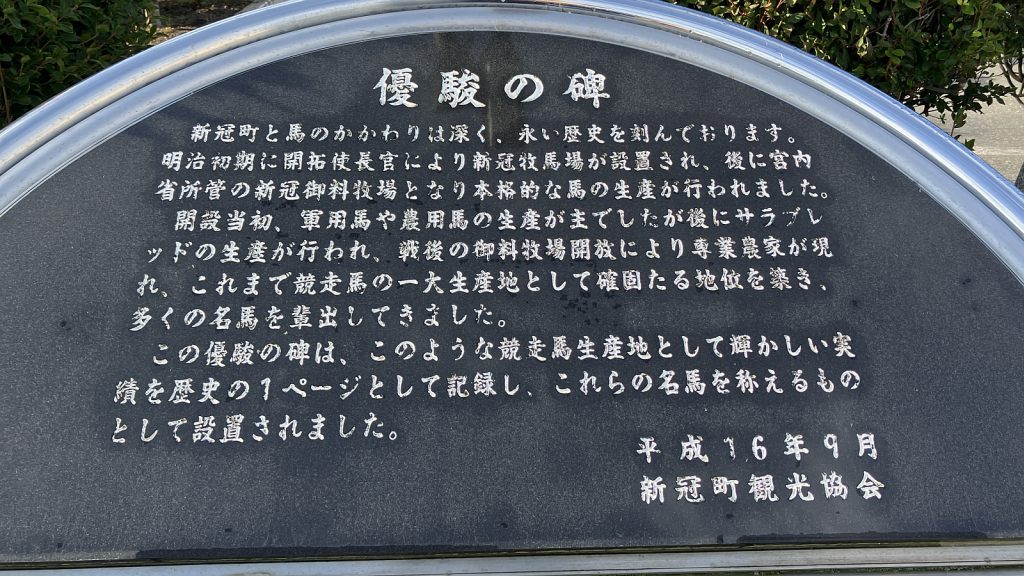 優駿の碑
新冠町と馬のかかわりは深く、永い歴史を刻んでおります。
明治初期に開拓使長官により新冠牧馬場が設置され、後に宮内
省所管の新冠御料牧場となり本格的な馬の生産が行われました。
開設当初、軍用馬や農用馬の生産が主でしたが後にサラブレ
ッドの生産が行われ、戦後の御料牧場開放により専業農家が現
れ、これまで競走馬の一大生産地として確固たる地位を築き、
多くの名馬を輩出してきました。
この優駿の碑は、このような競走馬生産地として輝かしい実
績を歴史の1ページとして記録し、これらの名馬を称えるもの
として設置されました。
平成16年9月
新冠町観光協会